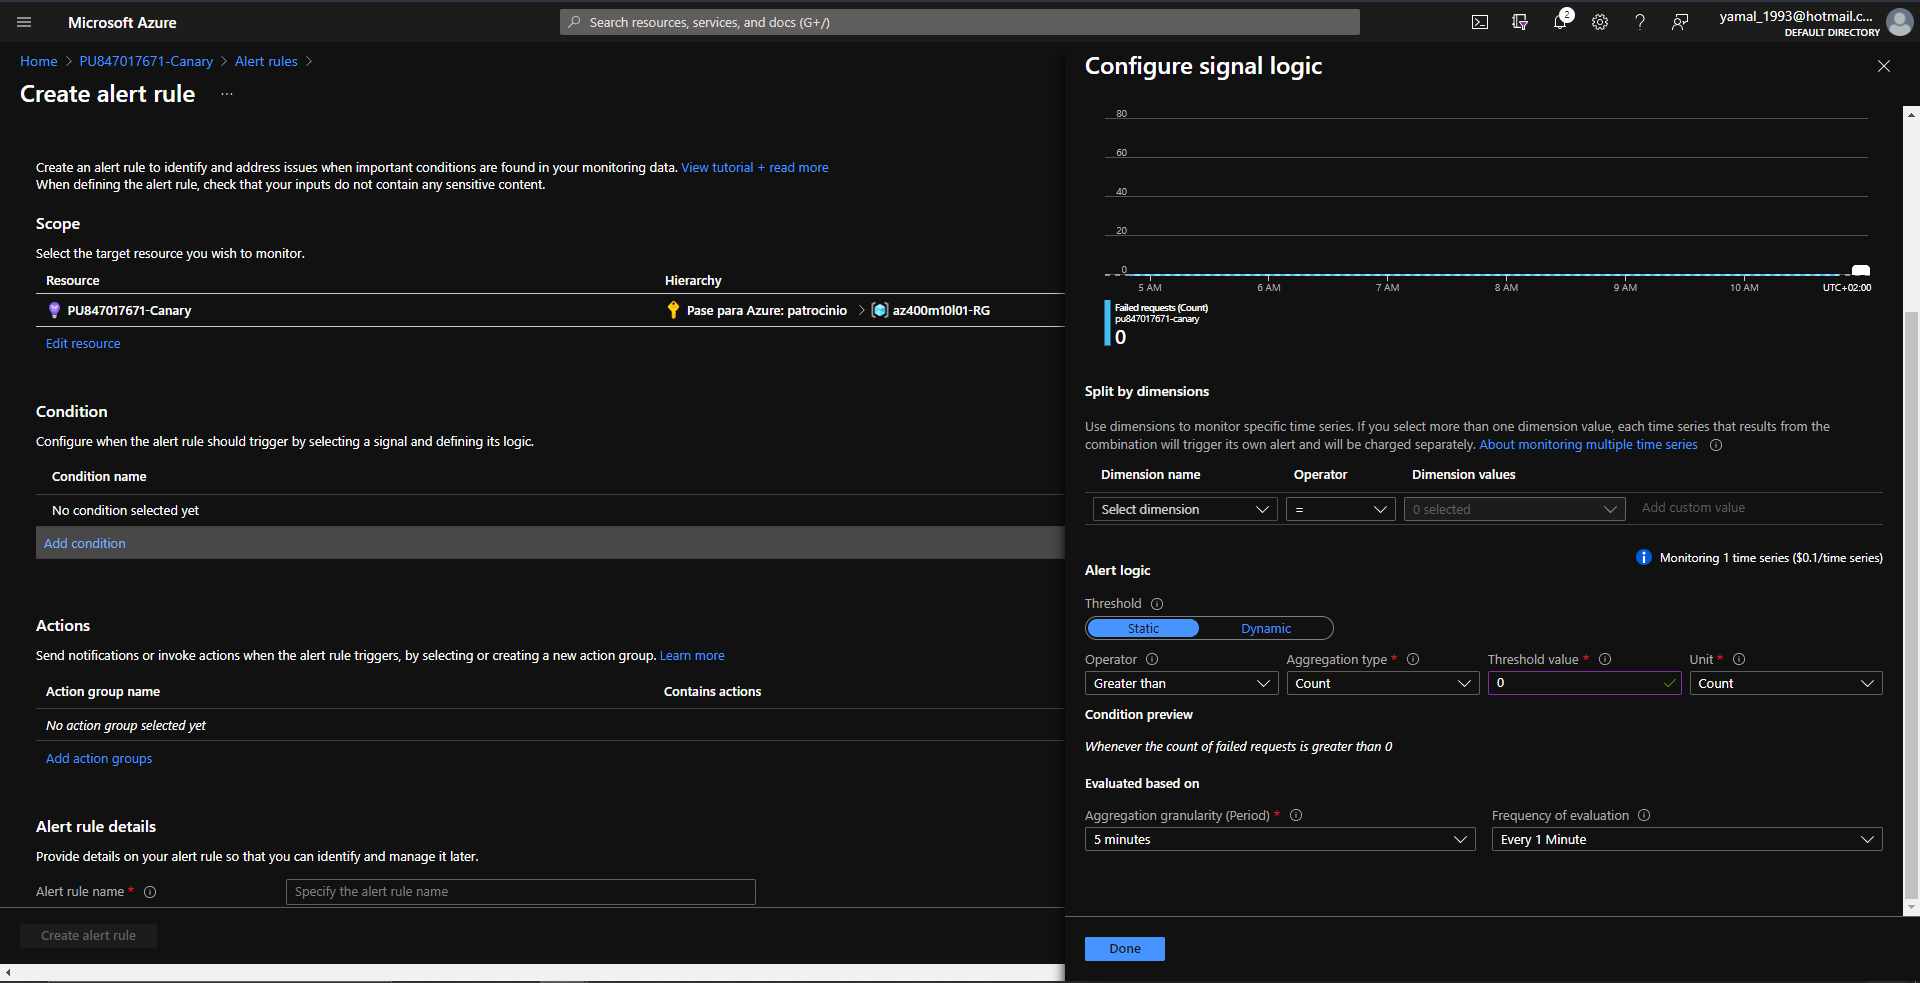 Microsoft Azure
Search resources, services, and docs (G+/)
2
yamal_1993@hotmail.c...
DEFAULT DIRECTORY
Home > PU847017671-Canary > Alert rules >
Create alert rule ...
Create an alert rule to identify and address issues when important conditions are found in your monitoring data. View tutorial + read more
When defining the alert rule, check that your inputs do not contain any sensitive content.
Scope
Select the target resource you wish to monitor.
Resource Hierarchy
PU847017671-Canary Pase para Azure: patrocinio > az400m10l01-RG
Edit resource
Condition
Configure when the alert rule should trigger by selecting a signal and defining its logic.
Condition name
No condition selected yet
Add condition
Actions
Send notifications or invoke actions when the alert rule triggers, by selecting or creating a new action group. Learn more
Action group name Contains actions
No action group selected yet
Add action groups
Alert rule details
Provide details on your alert rule so that you can identify and manage it later.
Alert rule name * Specify the alert rule name
Create alert rule
Configure signal logic
80
60
40
20
0
5 AM 6 AM 7 AM 8 AM 9 AM 10 AM UTC+02:00
Failed requests (Count)
pu847017671-canary
0
Split by dimensions
Use dimensions to monitor specific time series. If you select more than one dimension value, each time series that results from the
combination will trigger its own alert and will be charged separately. About monitoring multiple time series
Dimension name Operator Dimension values
Select dimension = 0 selected Add custom value
Monitoring 1 time series ($0.1/time series)
Alert logic
Threshold
Static Dynamic
Operator Aggregation type * Threshold value * Unit *
Greater than Count 0 Count
Condition preview
Whenever the count of failed requests is greater than 0
Evaluated based on
Aggregation granularity (Period) * Frequency of evaluation
5 minutes Every 1 Minute
Done